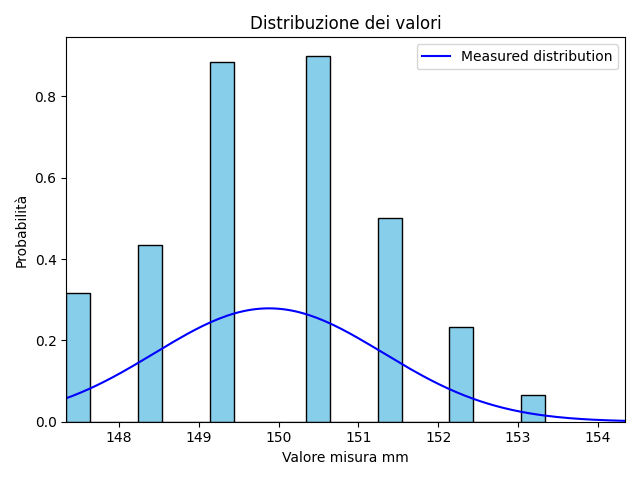 Distribuzione dei valori
Measured distribution
Probabilità
0.8
0.6
0.4
0.2
0.0
148 149 150 151 152 153 154
Valore misura mm